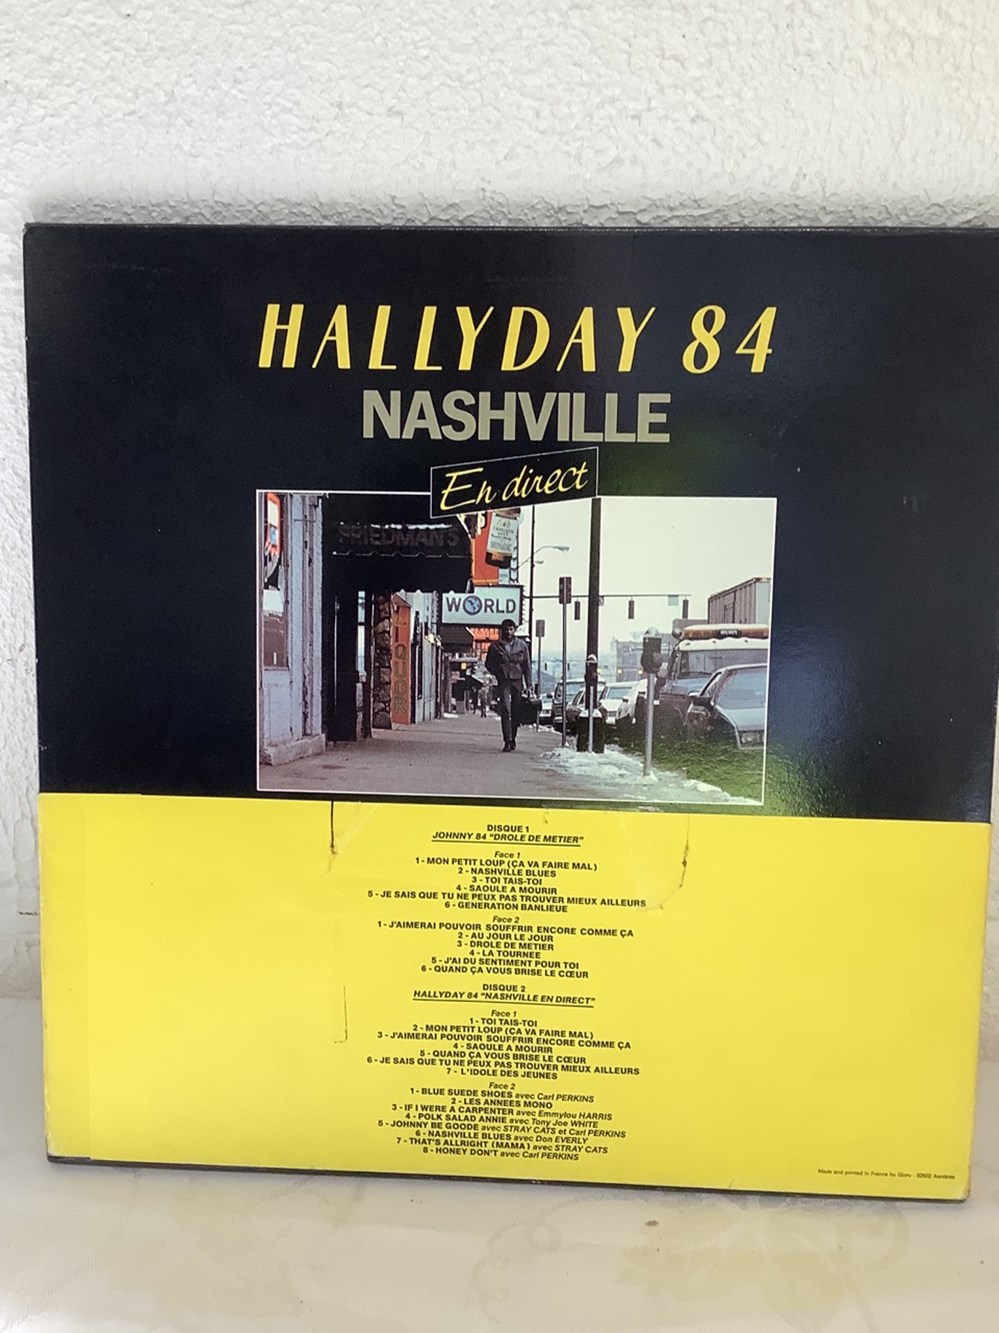 HALLYDAY 84
NASHVILLE
En direct
FRIEDMAN'S
WORLD
LIQUOR
DISQUE 1
JOHNNY 84 "DROLE DE METIER"
Face 1
1 - MON PETIT LOUP (ÇA VA FAIRE MAL)
2 - NASHVILLE BLUES
3 - TOI TAIS-TOI
4 - SAOULE A MOURIR
5 - JE SAIS QUE TU NE PEUX PAS TROUVER MIEUX AILLEURS
6 - GENERATION BANLIEUE
Face 2
1 - J'AIMERAI POUVOIR SOUFFRIR ENCORE COMME ÇA
2 - AU JOUR LE JOUR
3 - DROLE DE METIER
4 - LA TOURNEE
5 - J'AI DU SENTIMENT POUR TOI
6 - QUAND ÇA VOUS BRISE LE CŒUR
DISQUE 2
HALLYDAY 84 "NASHVILLE EN DIRECT"
Face 1
1 - TOI TAIS-TOI
2 - MON PETIT LOUP (ÇA VA FAIRE MAL)
3 - J'AIMERAI POUVOIR SOUFFRIR ENCORE COMME ÇA
4 - SAOULE A MOURIR
5 - QUAND ÇA VOUS BRISE LE CŒUR
6 - JE SAIS QUE TU NE PEUX PAS TROUVER MIEUX AILLEURS
7 - L'IDOLE DES JEUNES
Face 2
1 - BLUE SUEDE SHOES avec Carl PERKINS
2 - LES ANNEES MONO
3 - IF I WERE A CARPENTER avec Emmylou HARRIS
4 - POLK SALAD ANNIE avec Tony Joe WHITE
5 - JOHNNY BE GOODE avec STRAY CATS et Carl PERKINS
6 - NASHVILLE BLUES avec Don EVERLY
7 - THAT'S ALLRIGHT (MAMA) avec STRAY CATS
8 - HONEY DON'T avec Carl PERKINS
Made and printed in France by Glory - 92602 Asnières